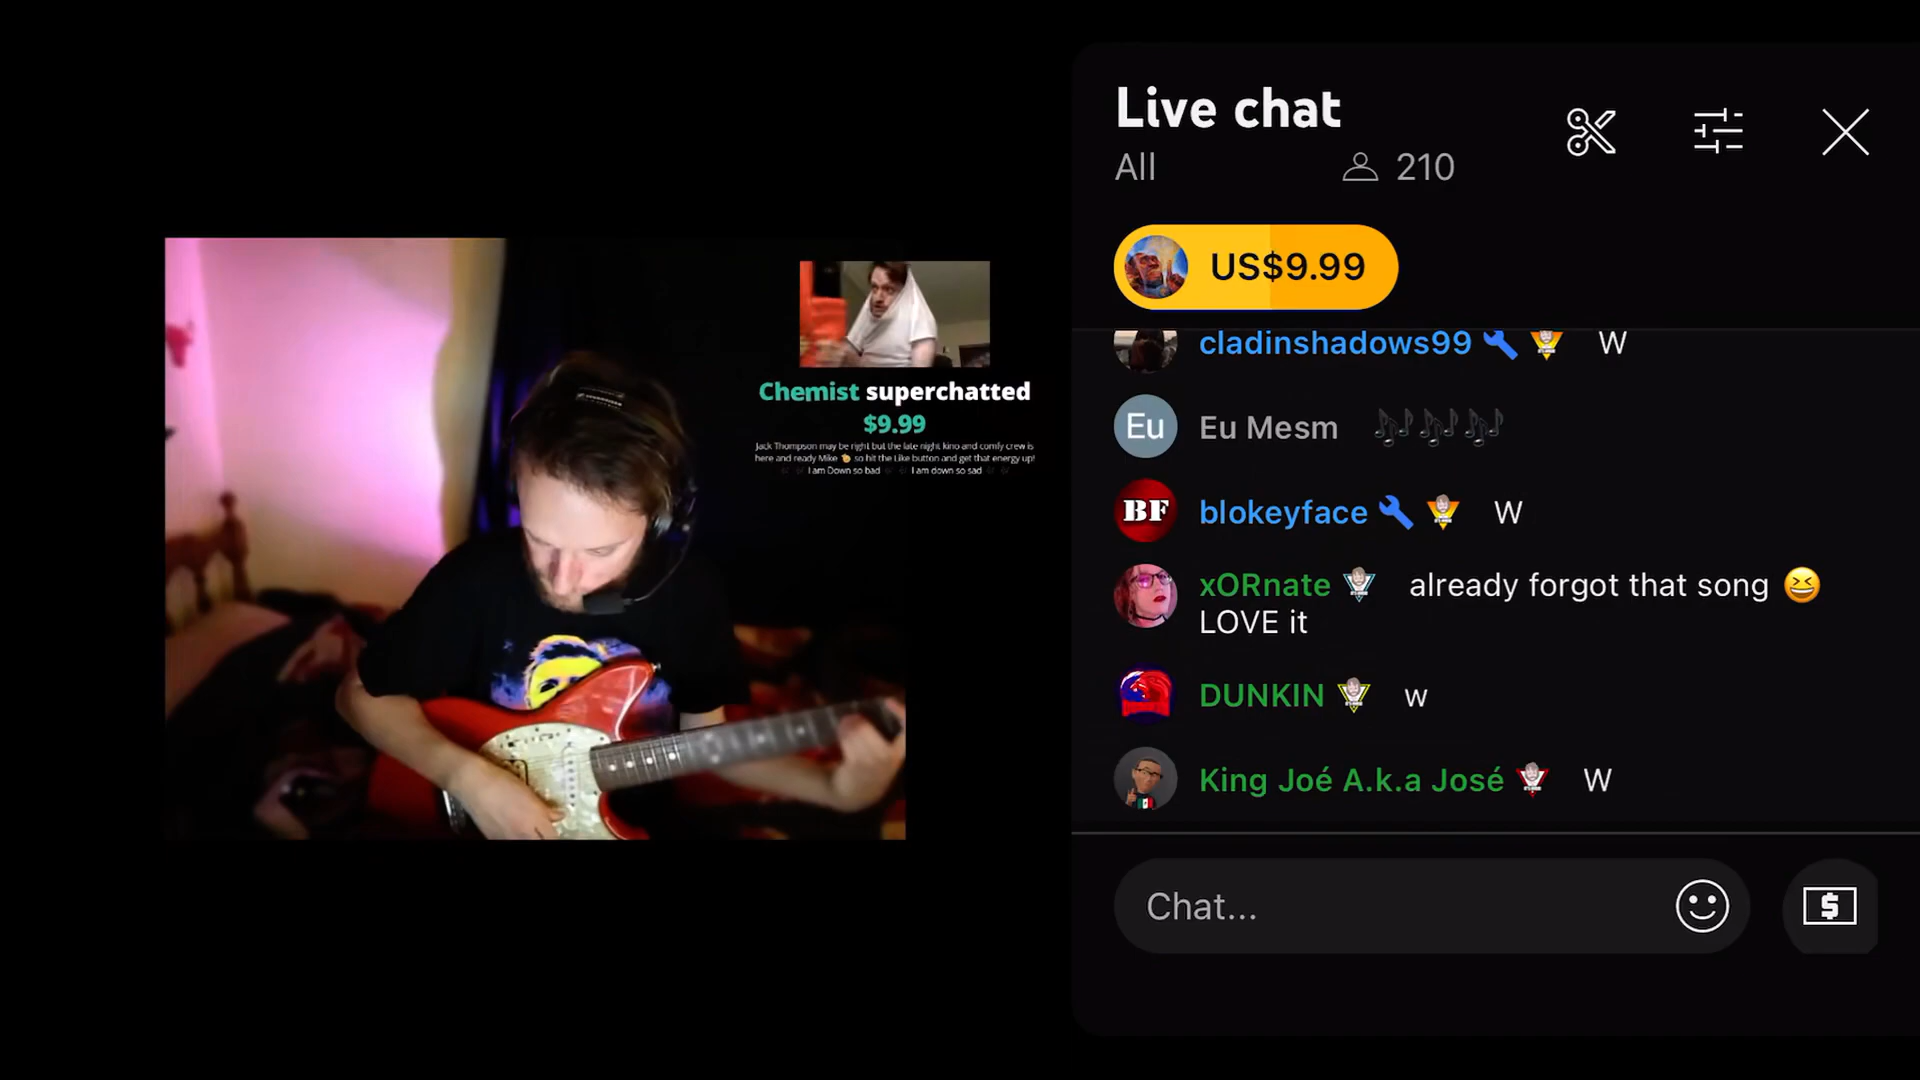 Chemist superchatted
$9.99
Jack Thompson may be right but the late night kino and comfy crew is
here and ready Mike so hit the Like button and get that energy up!
I am Down so bad I am down so sad
Live chat
All 210
US$9.99
cladinshadows99 W
Eu Eu Mesm 🎶🎶🎶
BF blokeyface W
xORnate already forgot that song 😆
LOVE it
DUNKIN w
King Joé A.k.a José W
Chat...